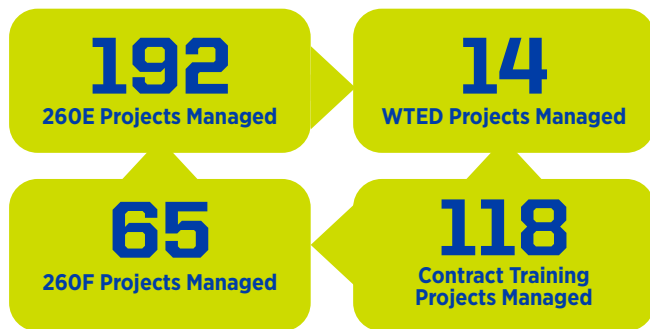 192
260E Projects Managed
14
WTED Projects Managed
65
260F Projects Managed
118
Contract Training
Projects Managed